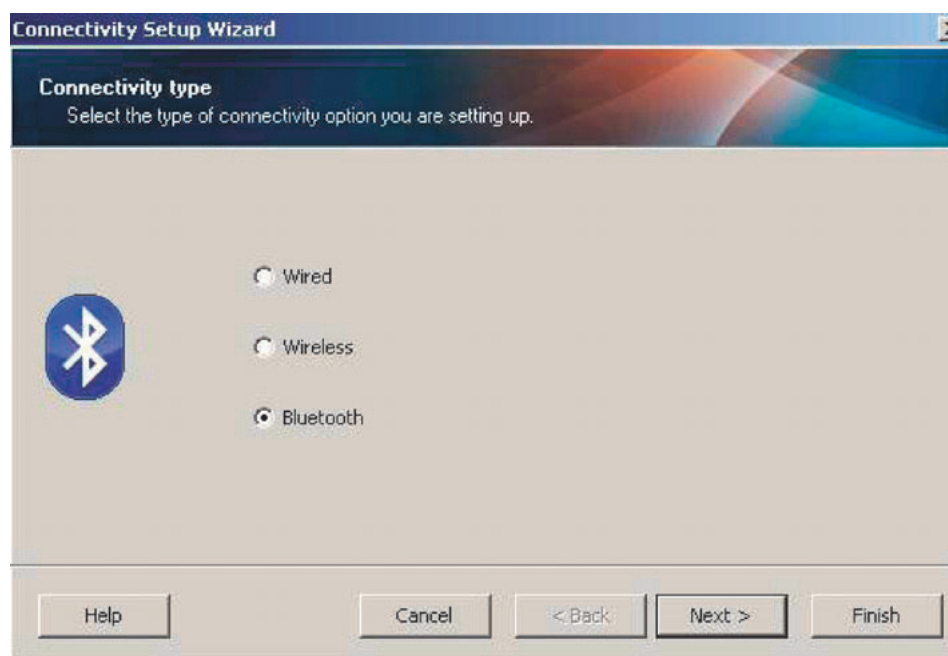 Connectivity Setup Wizard
Connectivity type
Select the type of connectivity option you are setting up.
Wired
Wireless
Bluetooth
Help Cancel < Back Next > Finish